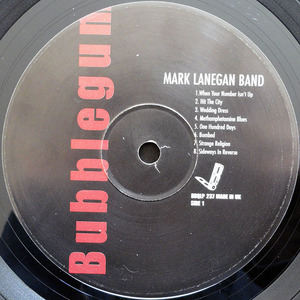 Bubblegum
MARK LANEGAN BAND
1.When Your Number Isn't Up
2. Hit The City
3. Wedding Dress
4. Methamphetamine Blues
5. One Hundred Days
6. Bombed
7. Strange Religion
8. Sideways In Reverse
BBQLP 237 MADE IN UK
SIDE 1